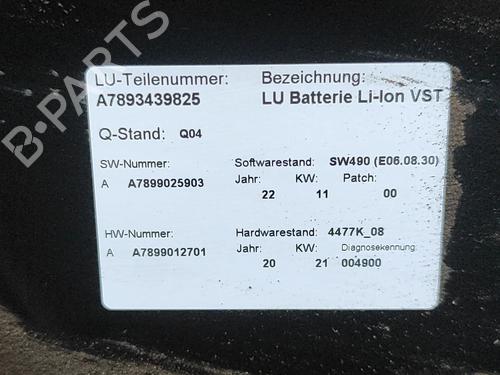 LU-Teilenummer: Bezeichnung:
A7893439825 LU Batterie Li-Ion VST
Q-Stand: Q04
SW-Nummer: Softwarestand: SW490 (E06.08.30)
A A7899025903 Jahr: KW: Patch:
22 11 00
HW-Nummer: Hardwarestand: 4477K_08
A A7899012701 Jahr: KW: Diagnosekennung:
20 21 004900
B-PARTS